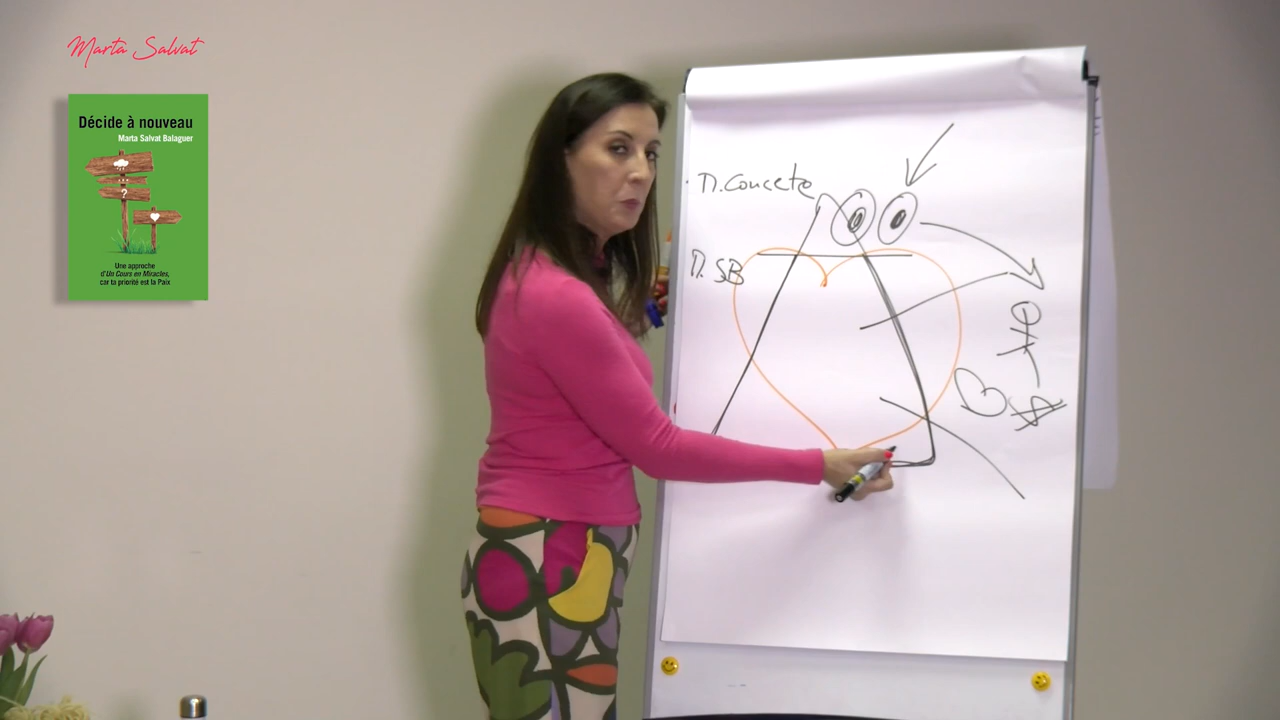 Marta Salvat
Décide à nouveau
Marta Salvat Balaguer
?
Une approche
d'Un Cours en Miracles,
car ta priorité est la Paix
П.Concete
П.SB